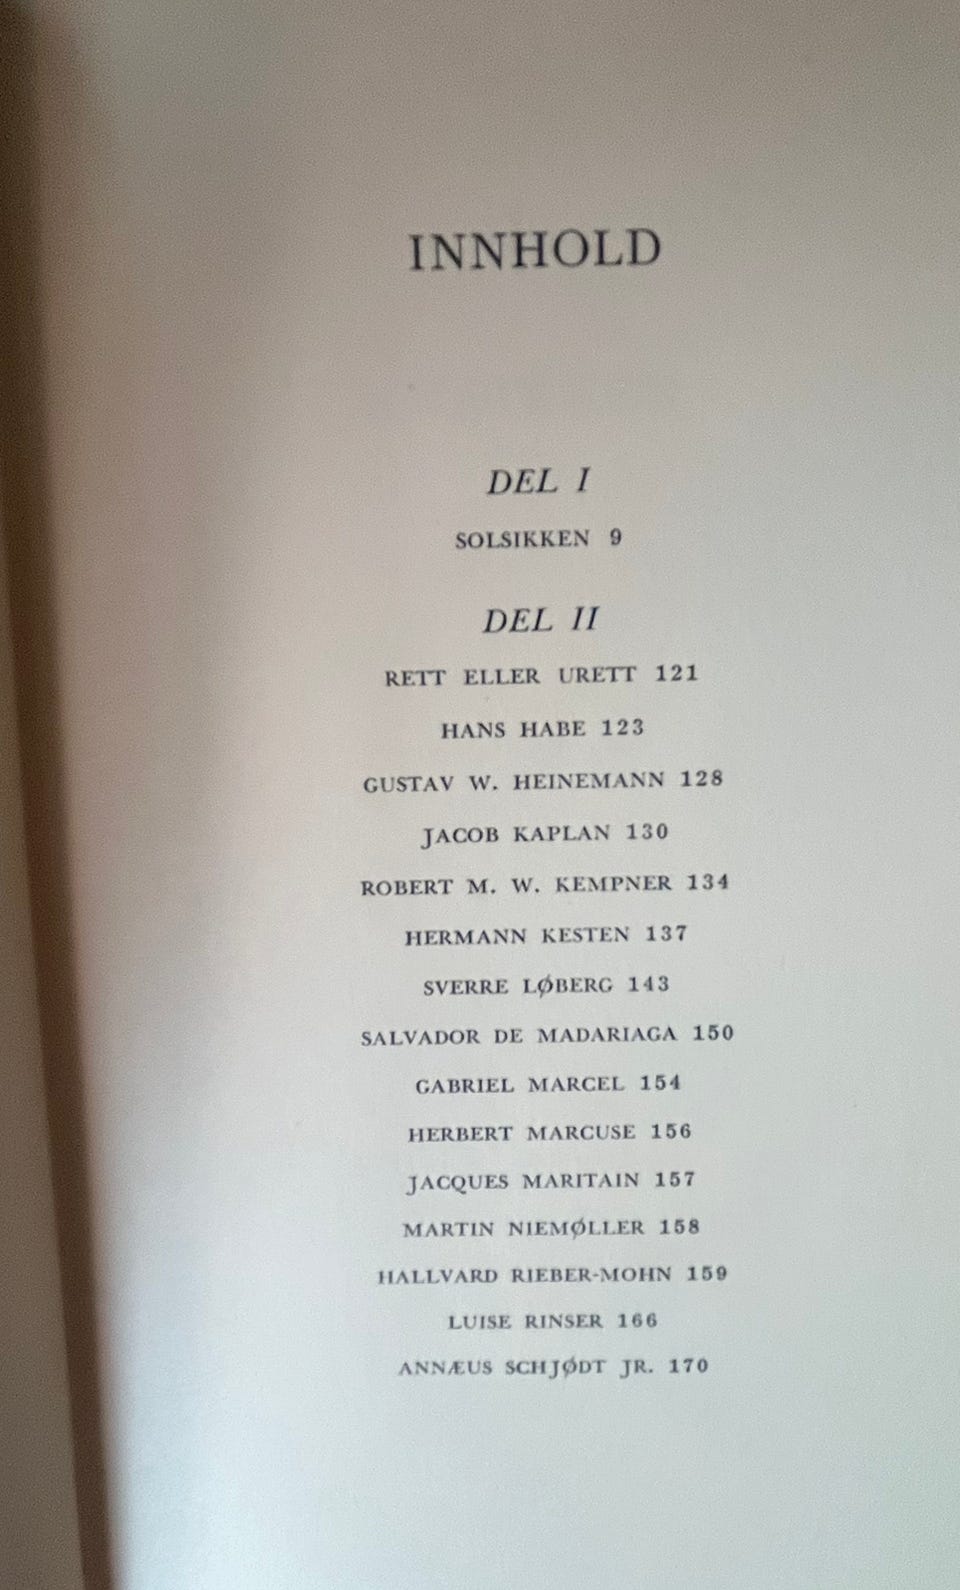 INNHOLD
DEL I
SOLSIKKEN 9
DEL II
RETT ELLER URETT 121
HANS HABE 123
GUSTAV W. HEINEMANN 128
JACOB KAPLAN 130
ROBERT M. W. KEMPNER 134
HERMANN KESTEN 137
SVERRE LØBERG 143
SALVADOR DE MADARIAGA 150
GABRIEL MARCEL 154
HERBERT MARCUSE 156
JACQUES MARITAIN 157
MARTIN NIEMØLLER 158
HALLVARD RIEBER-MOHN 159
LUISE RINSER 166
ANNÆUS SCHJØDT JR. 170